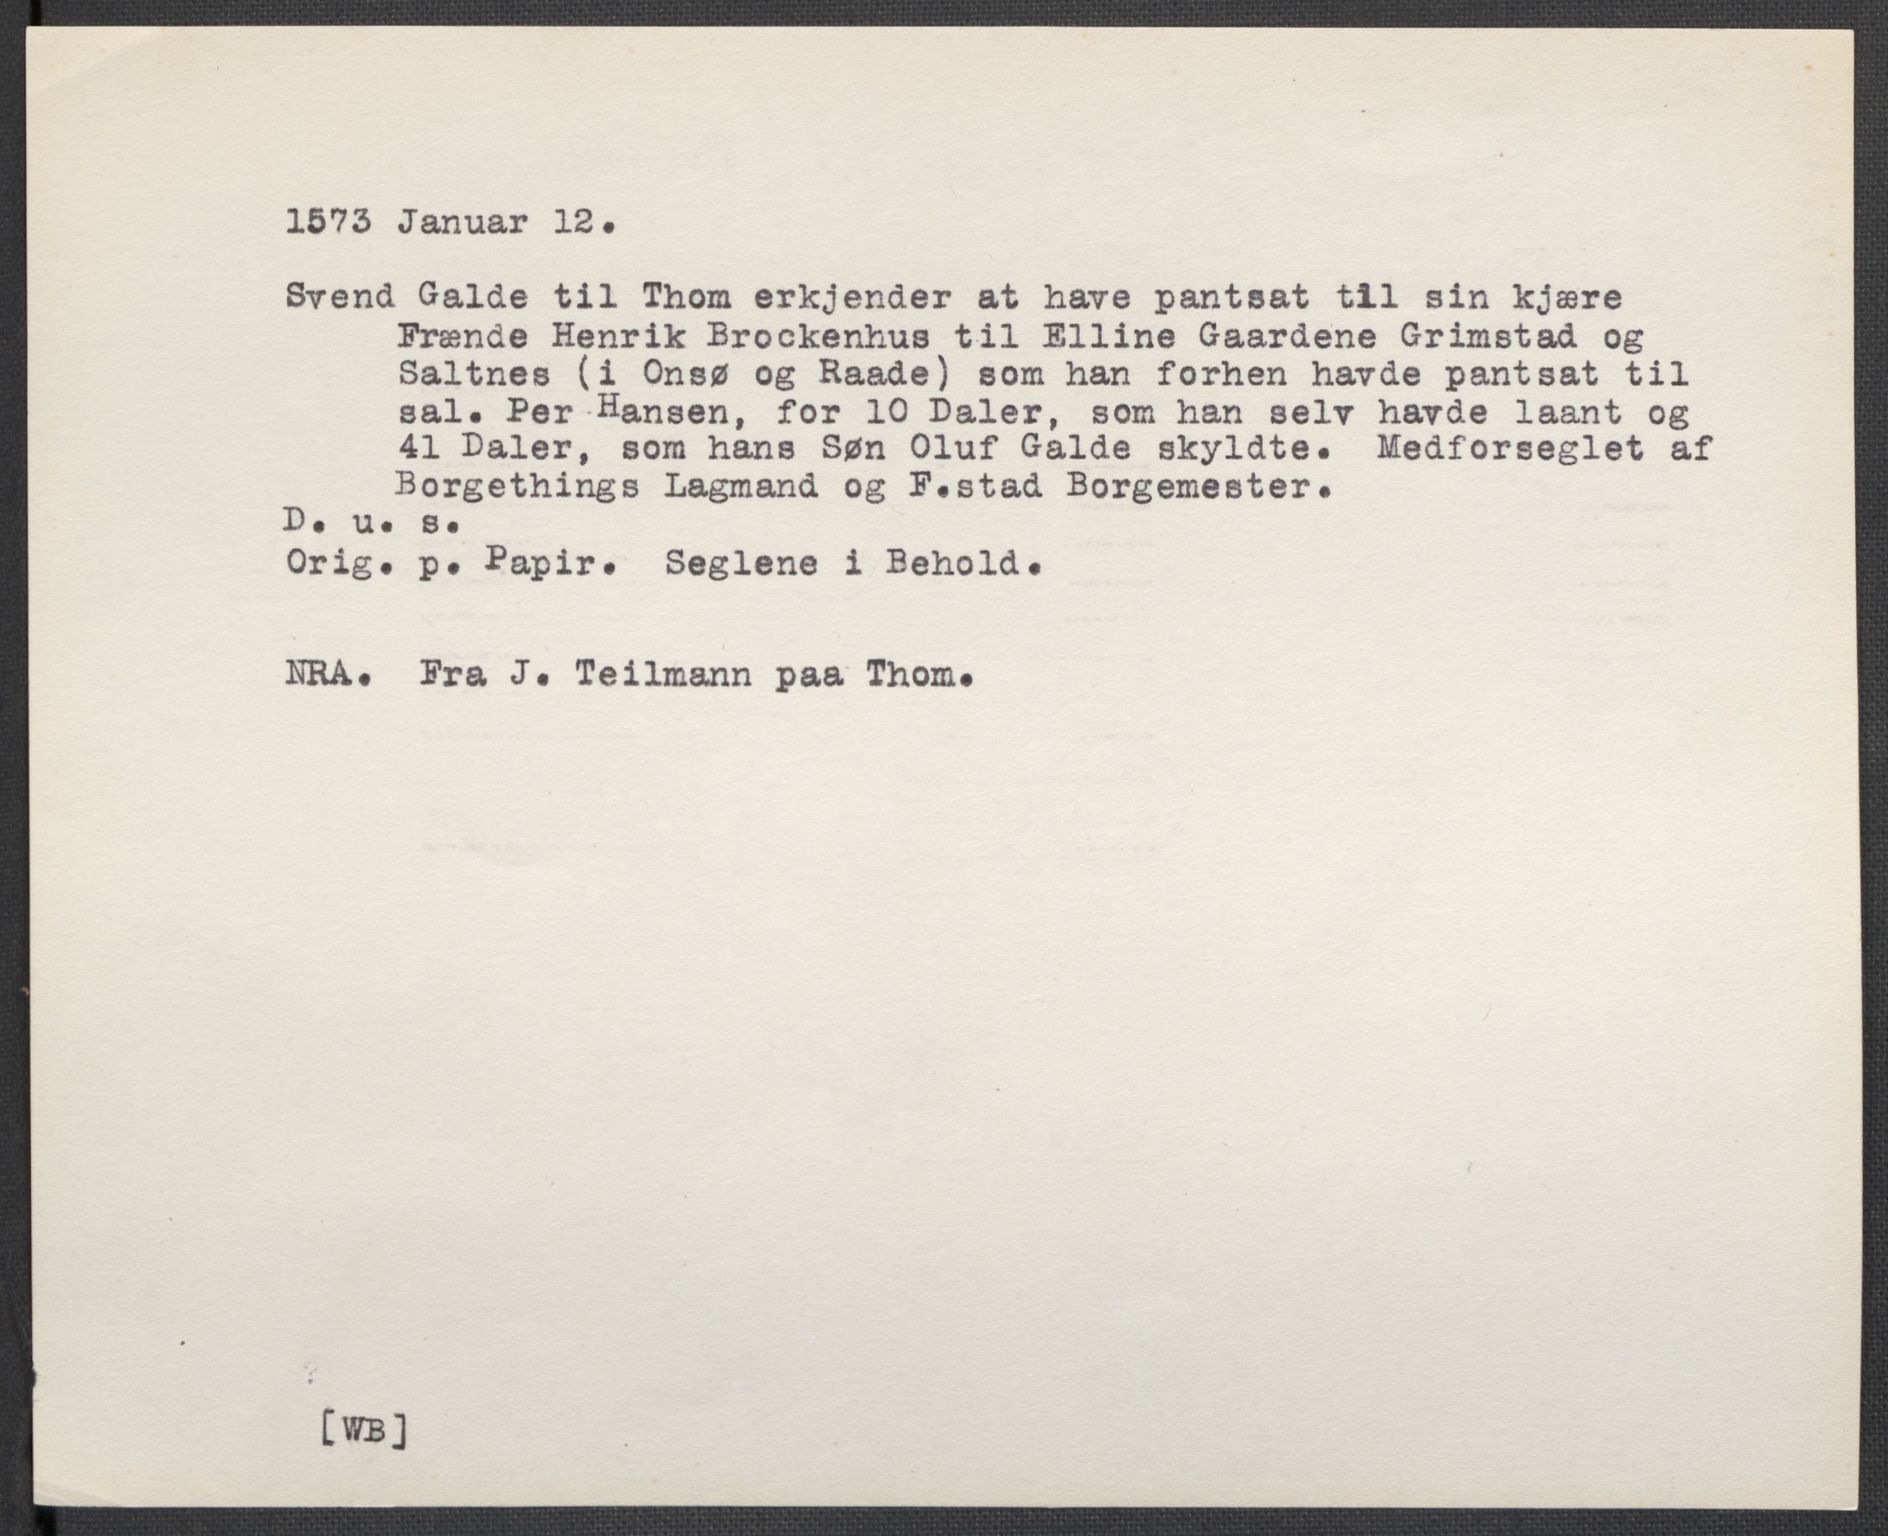 1573 Januar 12.
Svend Galde til Thom erkjender at have pantsat til sin kjære
Frænde Henrik Brockenhus til Elline Gaardene Grimstad og
Saltnes (i Onsø og Raade) som han forhen havde pantsat til
sal. Per Hansen, for 10 Daler, som han selv havde laant og
41 Daler, som hans Søn Oluf Galde skyldte. Medforseglet af
Borgethings Lagmand og F.stad Borgemester.
D. u. s.
Orig. p. Papir. Seglene i Behold.
NRA. Fra J. Teilmann paa Thom.
[WB]